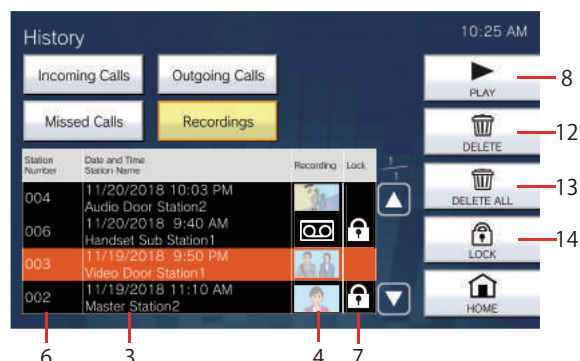 History
10:25 AM
Incoming Calls
Outgoing Calls
PLAY
8
Missed Calls
Recordings
DELETE
12
Station Number
Date and Time Station Name
Recording
Lock
1/1
DELETE ALL
13
004
11/20/2018 10:03 PM
Audio Door Station2
006
11/20/2018 9:40 AM
Handset Sub Station1
LOCK
14
003
11/19/2018 9:50 PM
Video Door Station1
002
11/19/2018 11:10 AM
Master Station2
HOME
6
3
4
7